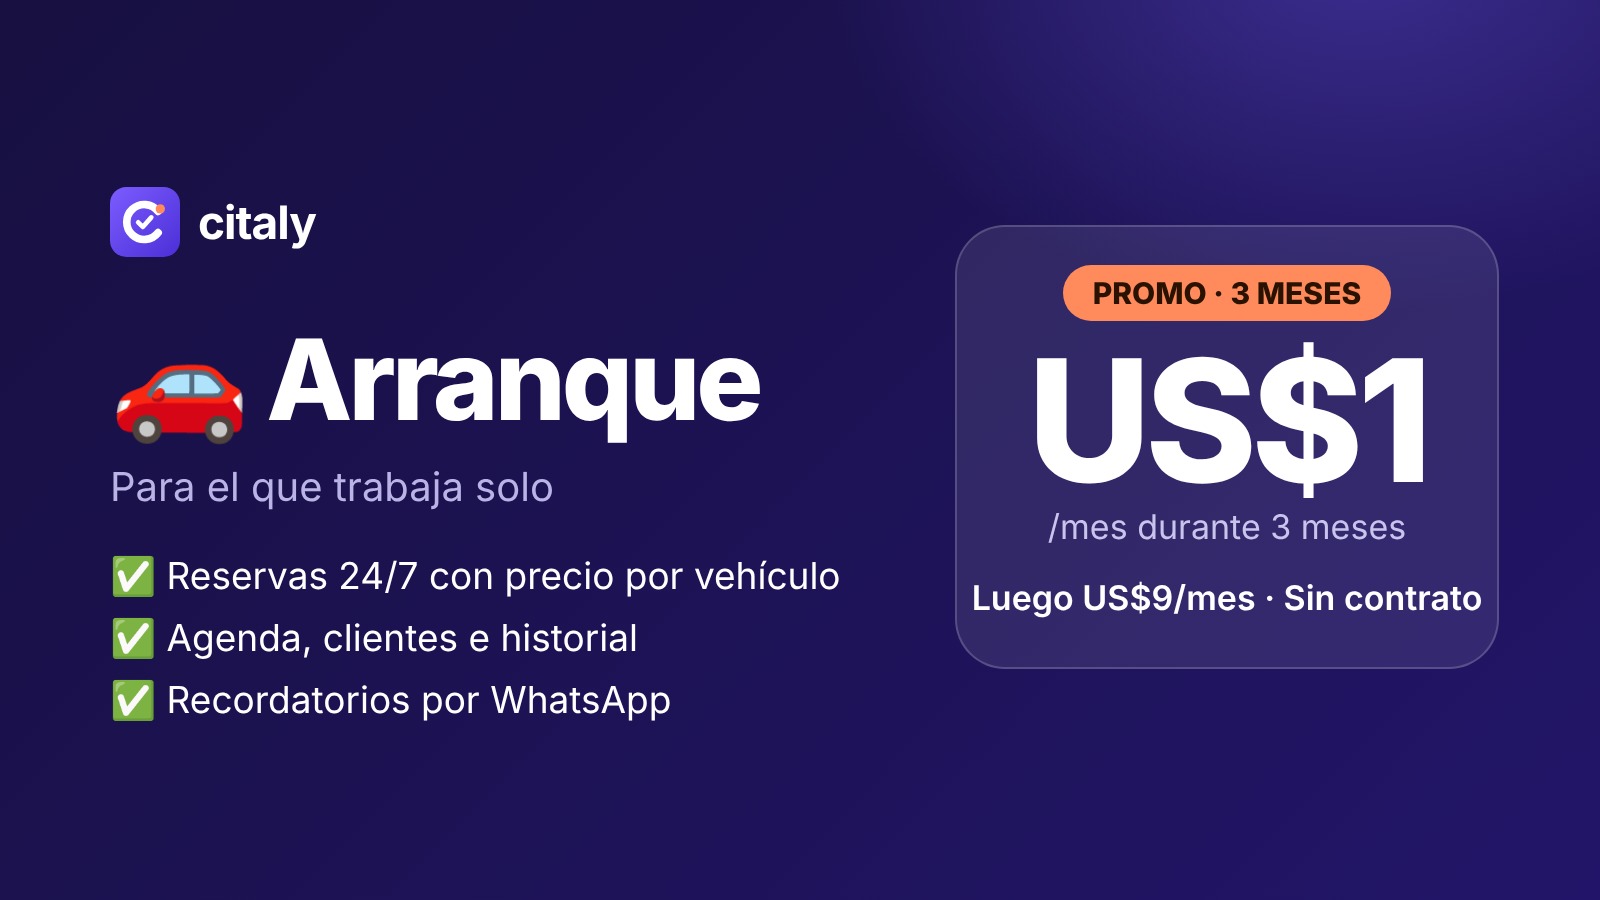 citaly
Arranque
Para el que trabaja solo
Reservas 24/7 con precio por vehículo
Agenda, clientes e historial
Recordatorios por WhatsApp
PROMO · 3 MESES
US$1
/mes durante 3 meses
Luego US$9/mes · Sin contrato